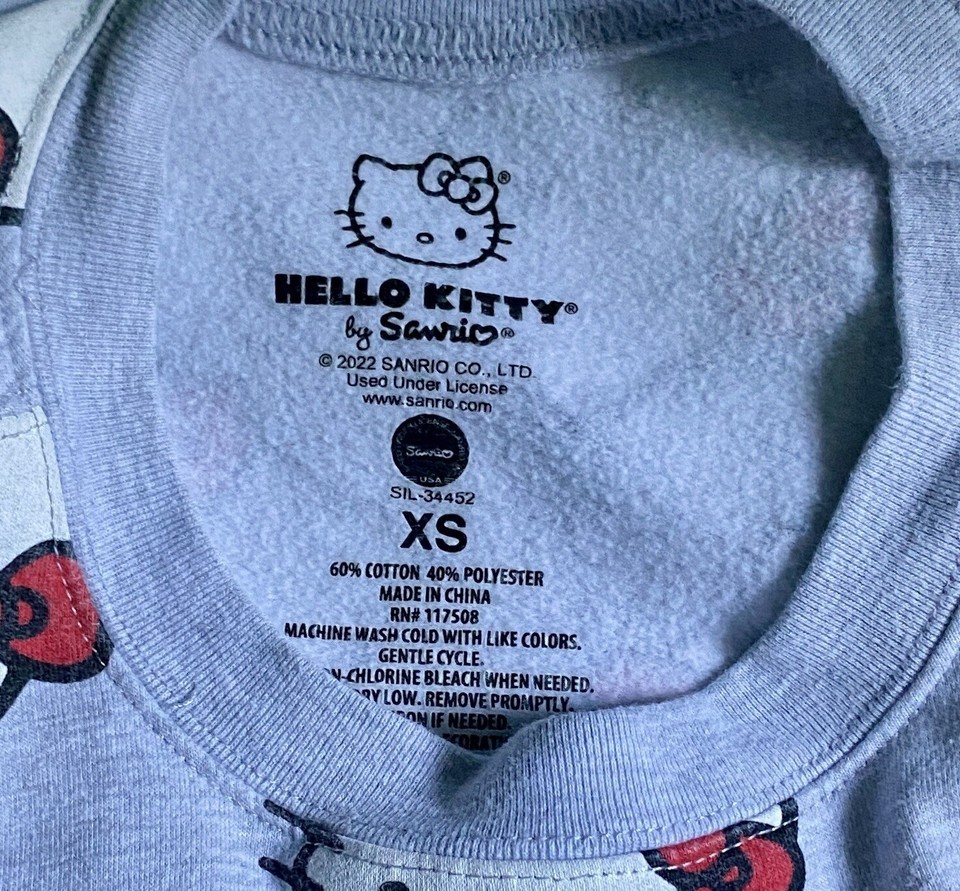 ®
HELLO KITTY®
by Sanrio®
© 2022 SANRIO CO., LTD.
Used Under License
www.sanrio.com
Sanrio
USA
SIL-34452
XS
60% COTTON 40% POLYESTER
MADE IN CHINA
RN# 117508
MACHINE WASH COLD WITH LIKE COLORS.
GENTLE CYCLE.
N-CHLORINE BLEACH WHEN NEEDED.
RY LOW. REMOVE PROMPTLY.
ON IF NEEDED.